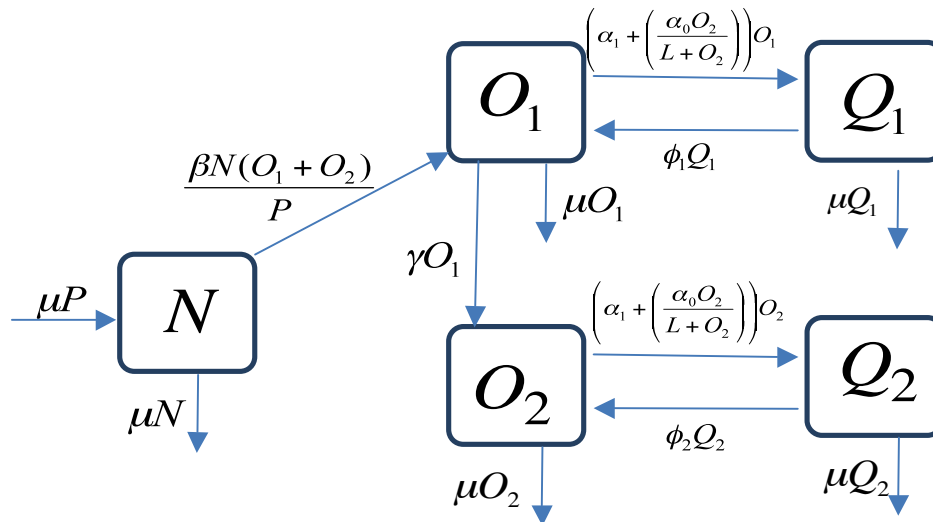 (α₁ + (α₀O₂ / (L + O₂)))O₁
O₁
Q₁
ϕ₁Q₁
βN(O₁ + O₂) / P
μO₁
μQ₁
γO₁
μP
N
(α₁ + (α₀O₂ / (L + O₂)))O₂
O₂
Q₂
μN
ϕ₂Q₂
μO₂
μQ₂